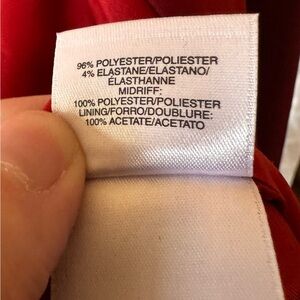 96% POLYESTER/POLIESTER
4% ELASTANE/ELASTANO/
ÉLASTHANNE
MIDRIFF:
100% POLYESTER/POLIESTER
LINING/FORRO/DOUBLURE:
100% ACETATE/ACETATO